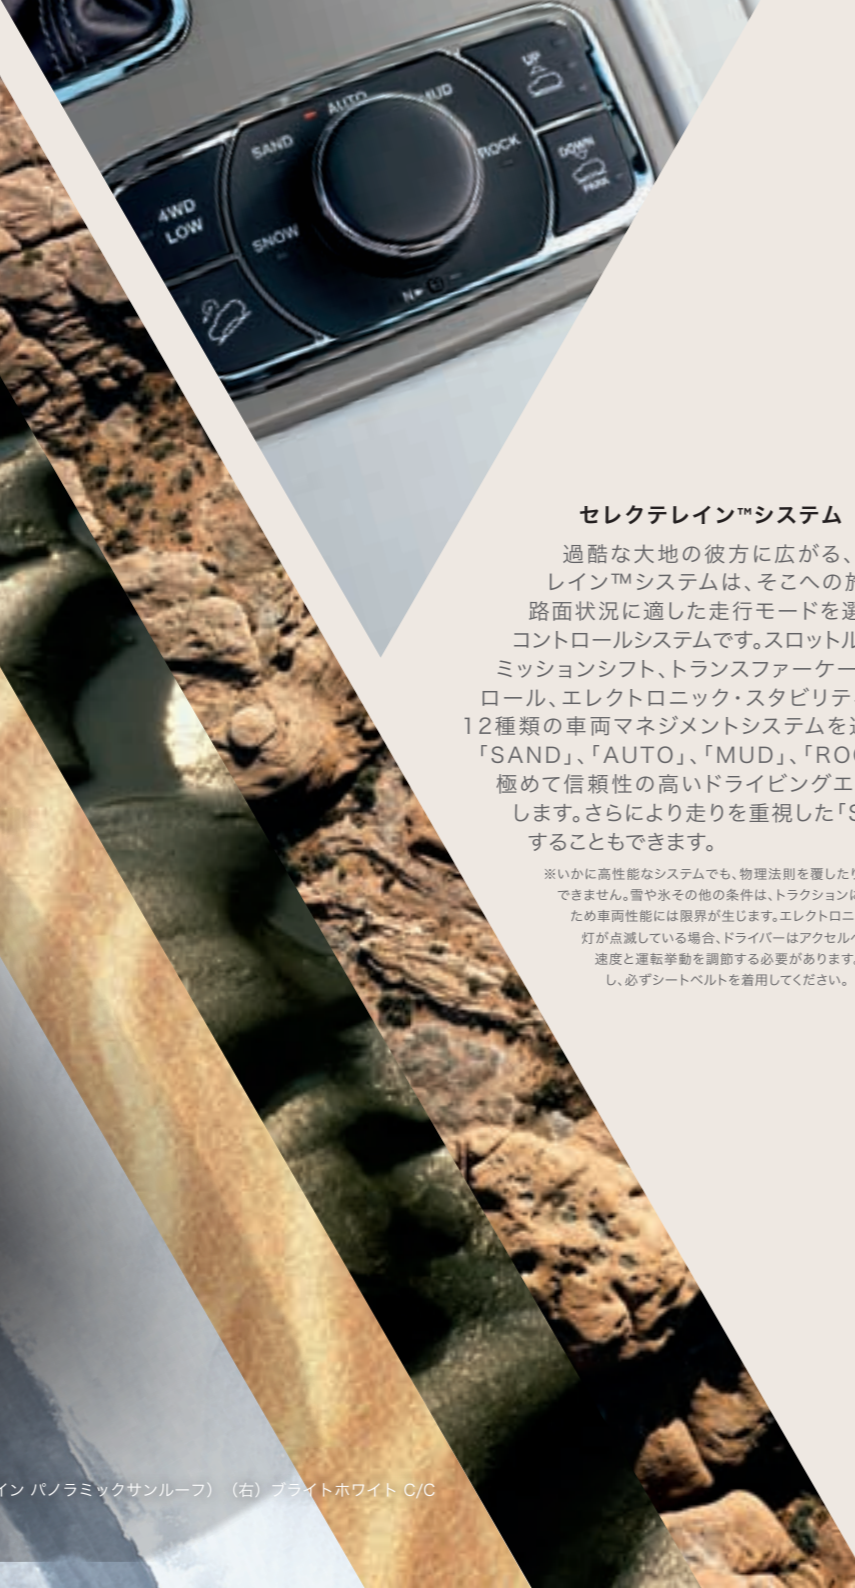 UP
AUTO
MUD
SAND
ROCK
DOWN
PARK
4WD
LOW
SNOW
N
セレクテレイン™システム
過酷な大地の彼方に広がる、
レイン™システムは、そこへの旅
路面状況に適した走行モードを選
コントロールシステムです。スロットル
ミッションシフト、トランスファーケー
ロール、エレクトロニック・スタビリテ
12種類の車両マネジメントシステムを
「SAND」、「AUTO」、「MUD」、「ROC
極めて信頼性の高いドライビングエ
します。さらにより走りを重視した「S
することもできます。
※いかに高性能なシステムでも、物理法則を覆したり
できません。雪や氷その他の条件は、トラクションに
ため車両性能には限界が生じます。エレクトロニ
灯が点滅している場合、ドライバーはアクセル
速度と運転挙動を調節する必要があります。
し、必ずシートベルトを着用してください。
イン パノラミックサンルーフ）（右）ブライトホワイト C/C